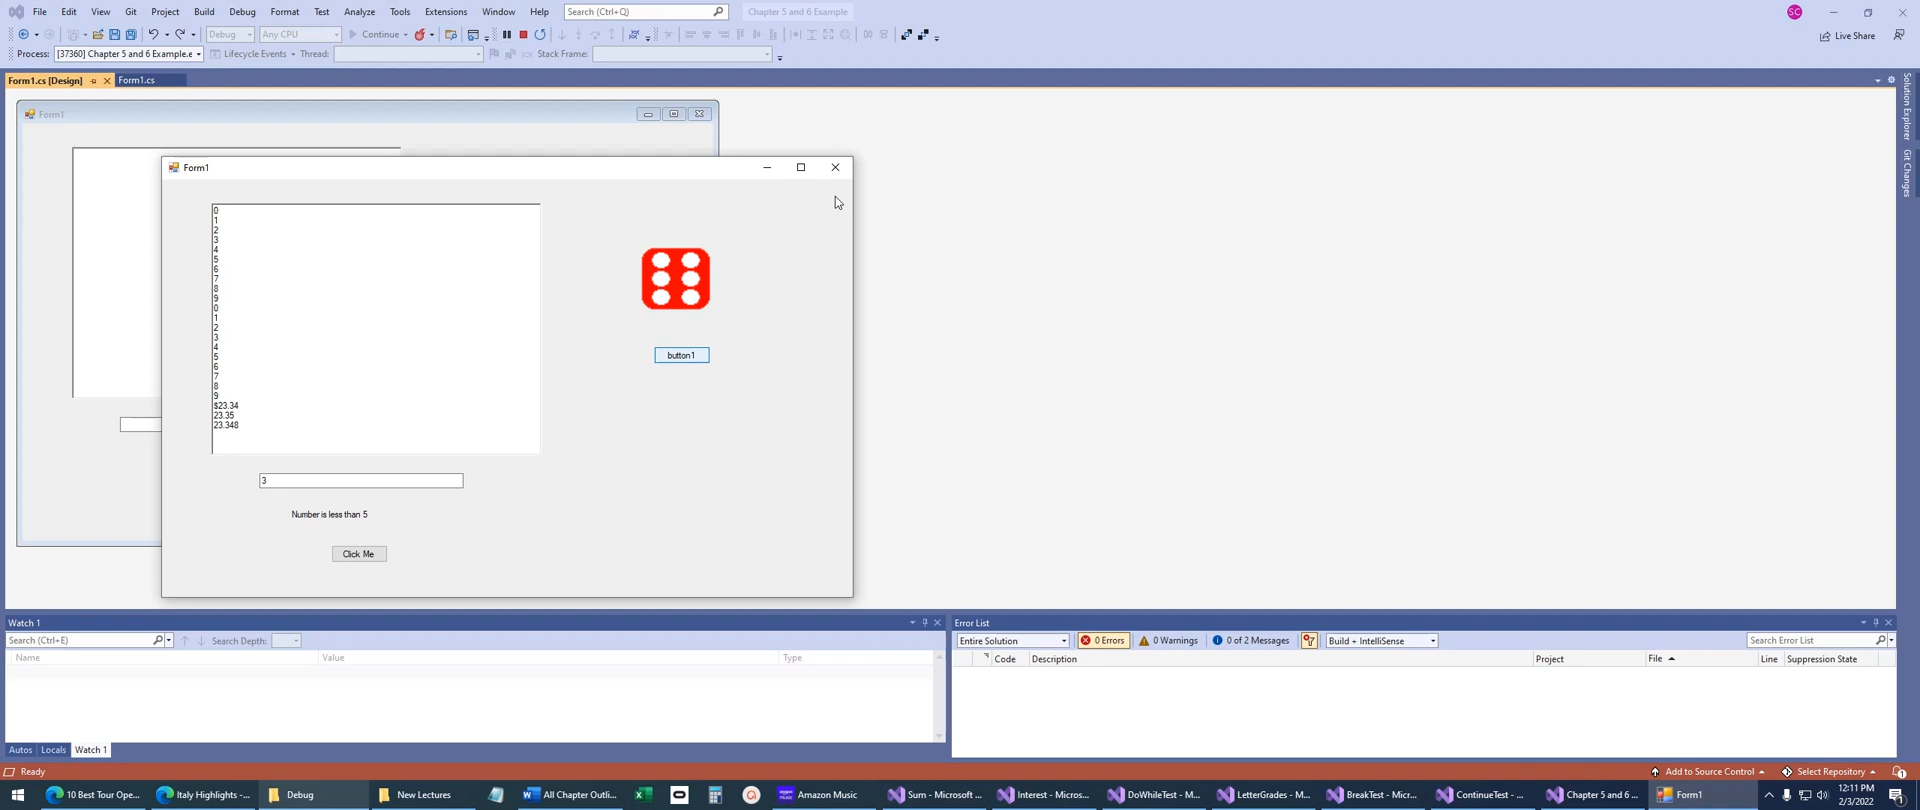 File Edit View Git Project Build Debug Format Test Analyze Tools Extensions Window Help Search (Ctrl+Q) Chapter 5 and 6 Example SC
Debug Any CPU Continue Live Share
Process: [37360] Chapter 5 and 6 Example.e Lifecycle Events Thread: Stack Frame:
Form1.cs [Design] Form1.cs
Solution Explorer
Git Changes
Form1
Form1
0
1
2
3
4
5
6
7
8
9
0
1
2
3
4
5
6
7
8
9
$23.34
23.35
23.348
button1
3
Number is less than 5
Click Me
Watch 1
Search (Ctrl+E) Search Depth:
Name Value Type
Autos Locals Watch 1
Error List
Entire Solution 0 Errors 0 Warnings 0 of 2 Messages Build + IntelliSense Search Error List
Code Description Project File Line Suppression State
Ready Add to Source Control Select Repository 1
10 Best Tour Ope... Italy Highlights -... Debug New Lectures All Chapter Outli... Amazon Music Sum - Microsoft ... Interest - Micros... DoWhileTest - M... LetterGrades - M... BreakTest - Micr... ContinueTest - ... Chapter 5 and 6 ... Form1 12:11 PM
2/3/2022 1